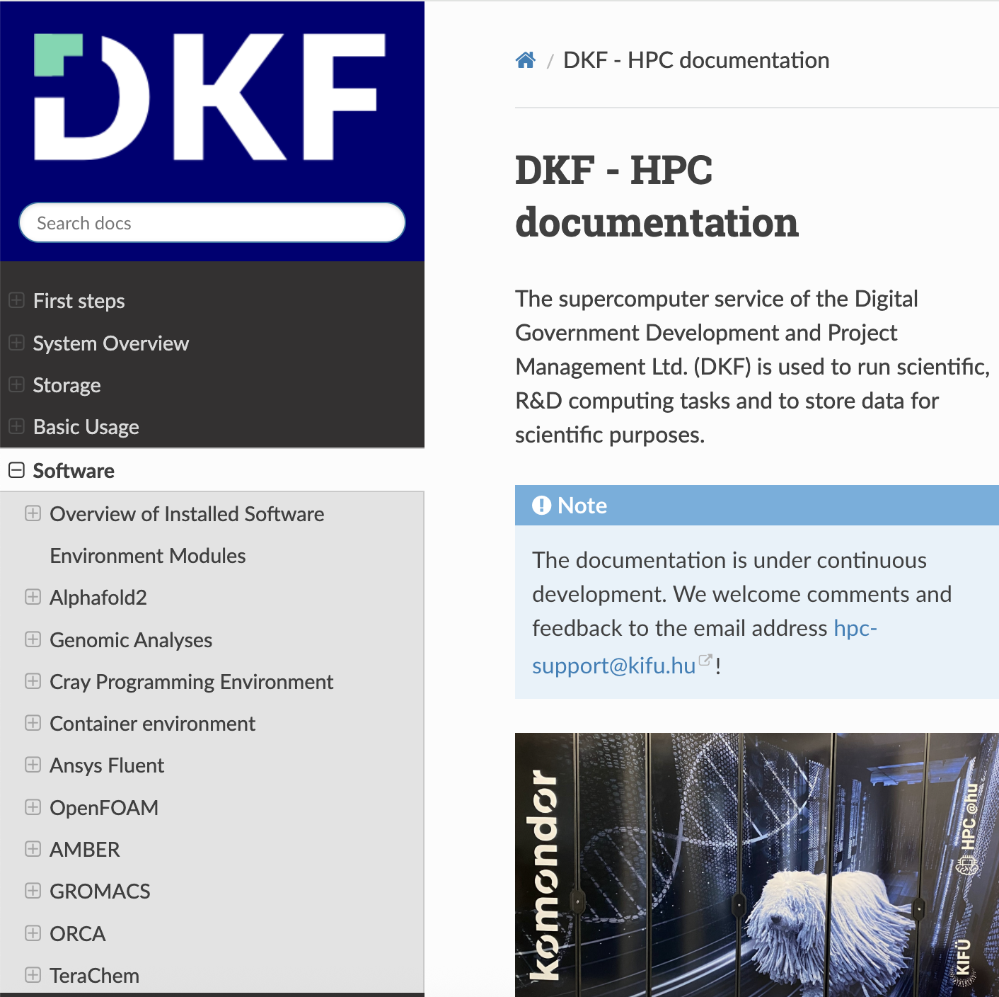 DKF
Search docs
First steps
System Overview
Storage
Basic Usage
Software
Overview of Installed Software
Environment Modules
Alphafold2
Genomic Analyses
Cray Programming Environment
Container environment
Ansys Fluent
OpenFOAM
AMBER
GROMACS
ORCA
TeraChem
/ DKF - HPC documentation
DKF - HPC
documentation
The supercomputer service of the Digital
Government Development and Project
Management Ltd. (DKF) is used to run scientific,
R&D computing tasks and to store data for
scientific purposes.
Note
The documentation is under continuous
development. We welcome comments and
feedback to the email address hpc-
support@kifu.hu!
komondor
HPC @hu
KIFÜ